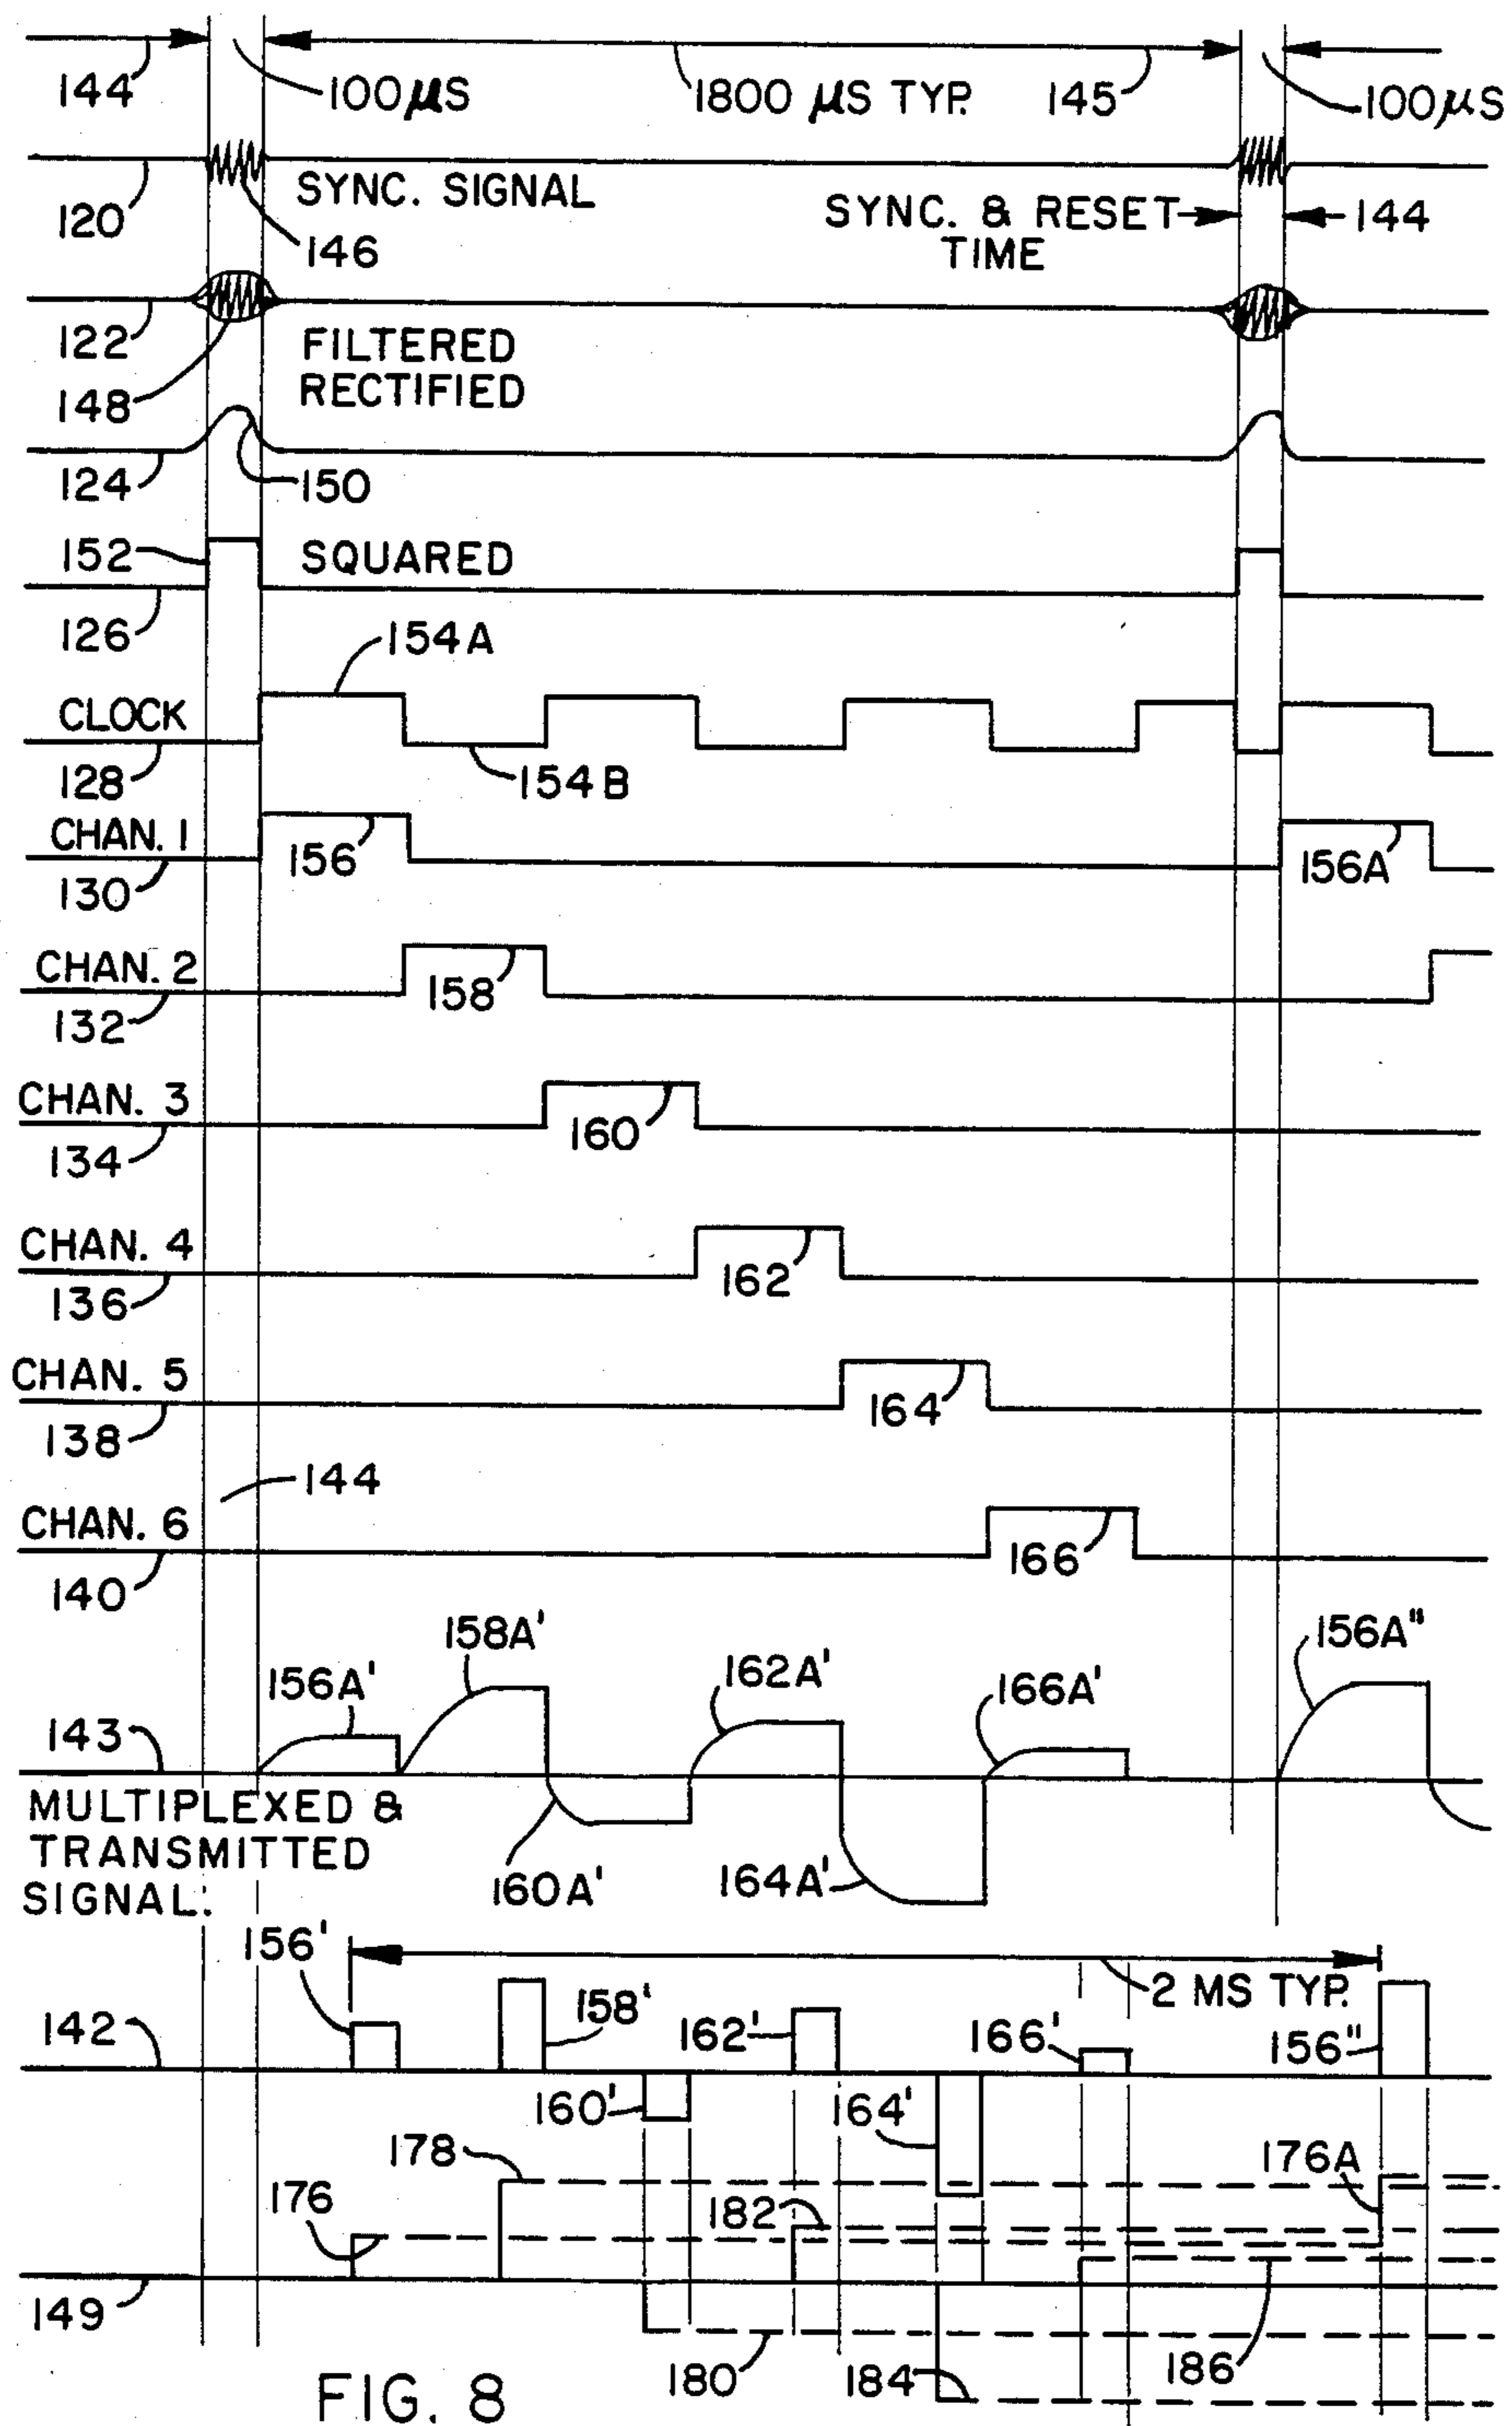 144
100 μS
1800 μS TYP.
145
100 μS
120
SYNC. SIGNAL
146
SYNC. & RESET
TIME
144
122
FILTERED
RECTIFIED
148
124
150
152
SQUARED
126
154A
CLOCK
128
154B
CHAN. 1
130
156
156A
CHAN. 2
132
158
CHAN. 3
134
160
CHAN. 4
136
162
CHAN. 5
138
164
144
CHAN. 6
140
166
158A'
156A"
156A'
162A'
166A'
143
MULTIPLEXED &
TRANSMITTED
SIGNAL:
160A'
164A'
156'
2 MS TYP.
142
158'
162'
166'
156"
160'
164'
178
176A
176
182
149
180
184
186
FIG. 8